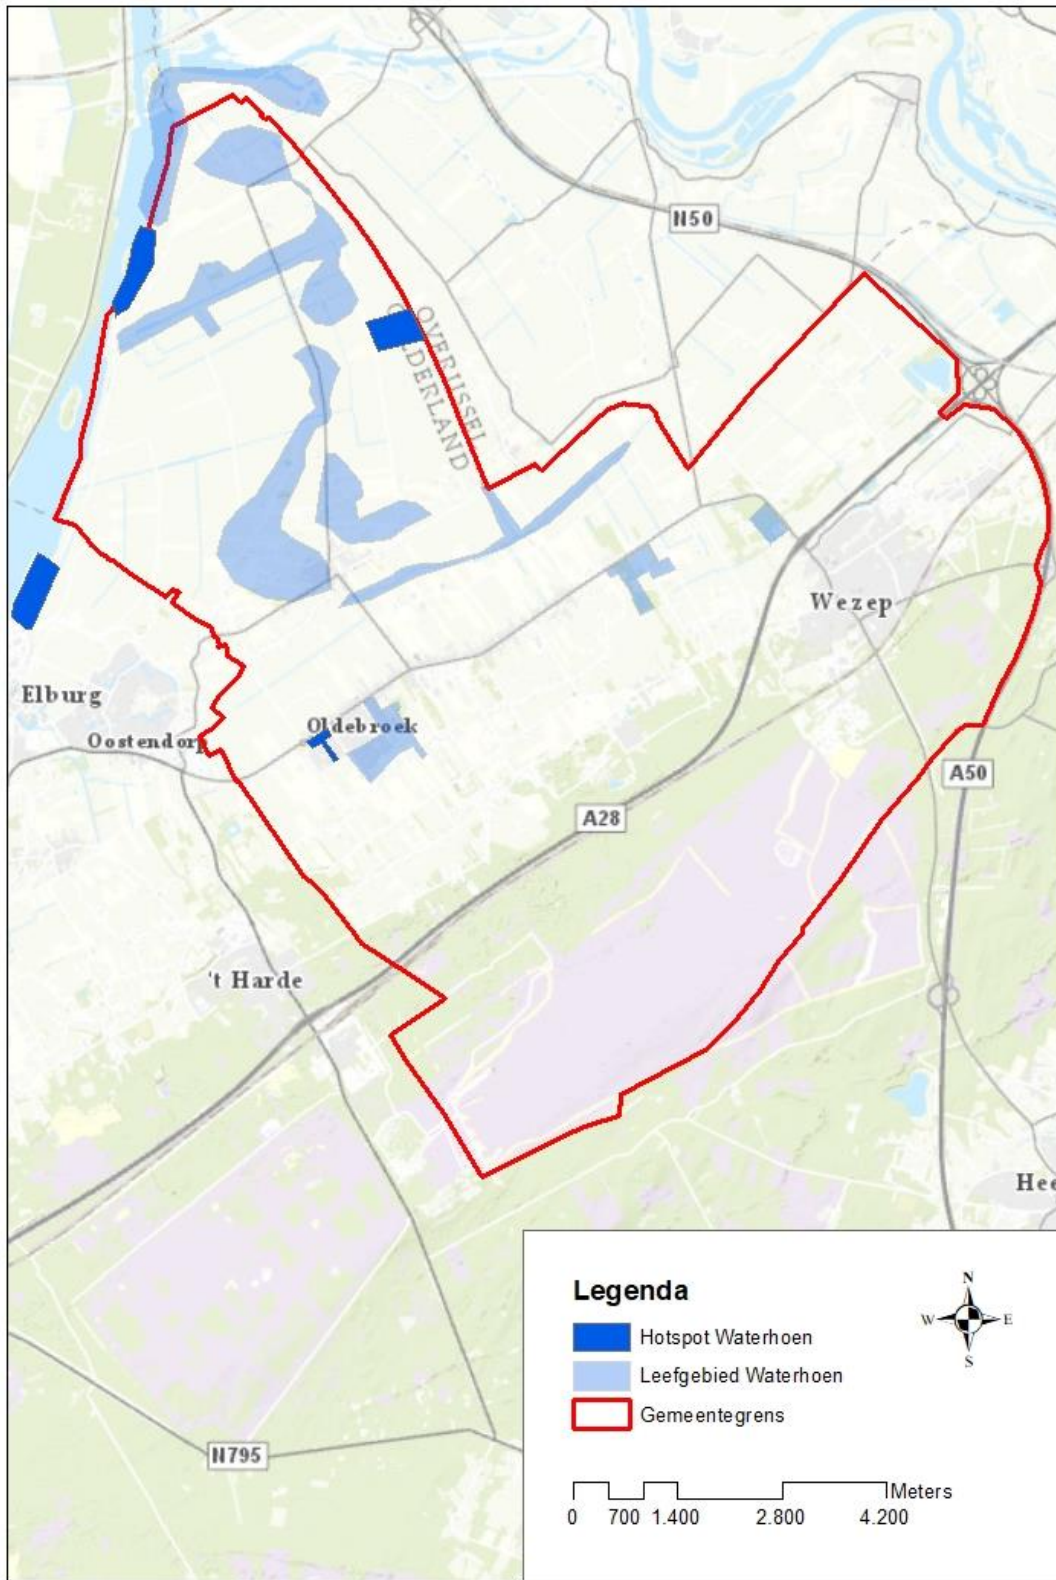 N50
OVERIJSSEL
GELDERLAND
Wezep
Elburg
Oldebroek
Oostendorp
A50
A28
't Harde
Hee
N795
Legenda
N
W E
S
Hotspot Waterhoen
Leefgebied Waterhoen
Gemeentegrens
Meters
0 700 1.400 2.800 4.200